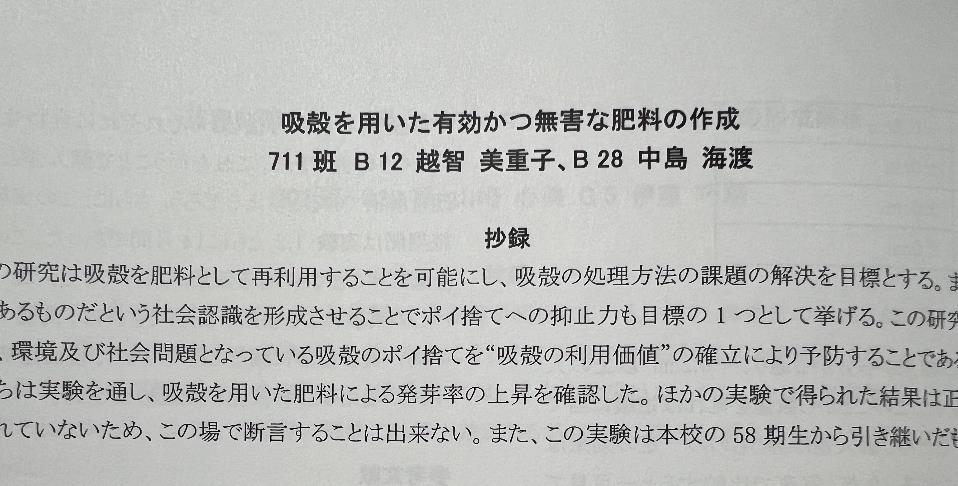 吸殻を用いた有効かつ無害な肥料の作成
711 班 B 12 越智 美重子、B 28 中島 海渡
抄録
の研究は吸殻を肥料として再利用することを可能にし、吸殻の処理方法の課題の解決を目標とする。ま
あるものだという社会認識を形成させることでポイ捨てへの抑止力も目標の 1 つとして挙げる。この研究
、環境及び社会問題となっている吸殻のポイ捨てを“吸殻の利用価値”の確立により予防することである
ちは実験を通し、吸殻を用いた肥料による発芽率の上昇を確認した。ほかの実験で得られた結果は正
れていないため、この場で断言することは出来ない。また、この実験は本校の 58 期生から引き継いだも